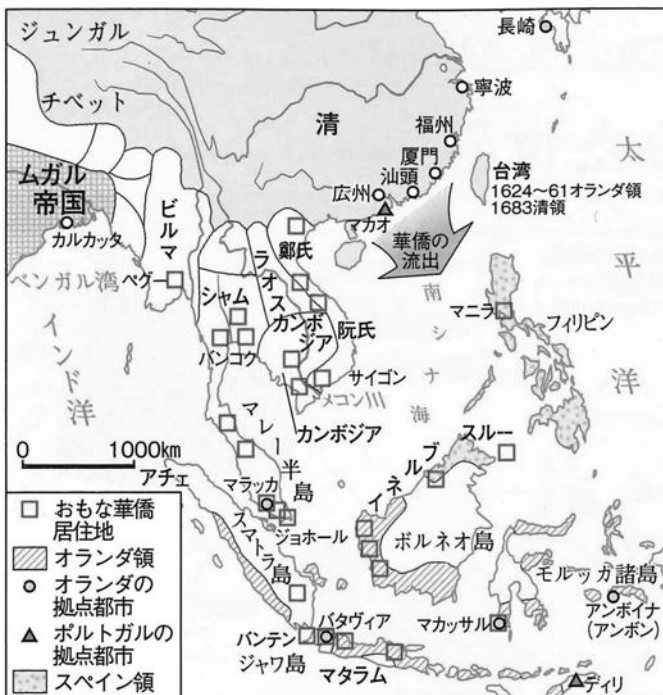 ジュンガル
長崎
チベット
寧波
清
福州
厦門
汕頭
広州
台湾
1624〜61オランダ領
1683清領
太平洋
ムガル
帝国
カルカッタ
ビルマ
マカオ
華僑の
流出
鄭氏
ラオス
ベンガル湾
ペグー
シャム
カンボ
ジア
阮氏
南シナ海
マニラ
フィリピン
インド洋
バンコク
サイゴン
メコン川
カンボジア
0 1000km
マレー半島
スルー
ブルネイ
アチェ
マラッカ
ジョホール
スマトラ島
ボルネオ島
モルッカ諸島
アンボイナ
(アンボン)
バタヴィア
マカッサル
バンテン
ジャワ島
マタラム
ディリ
おもな華僑
居住地
オランダ領
オランダの
拠点都市
ポルトガルの
拠点都市
スペイン領